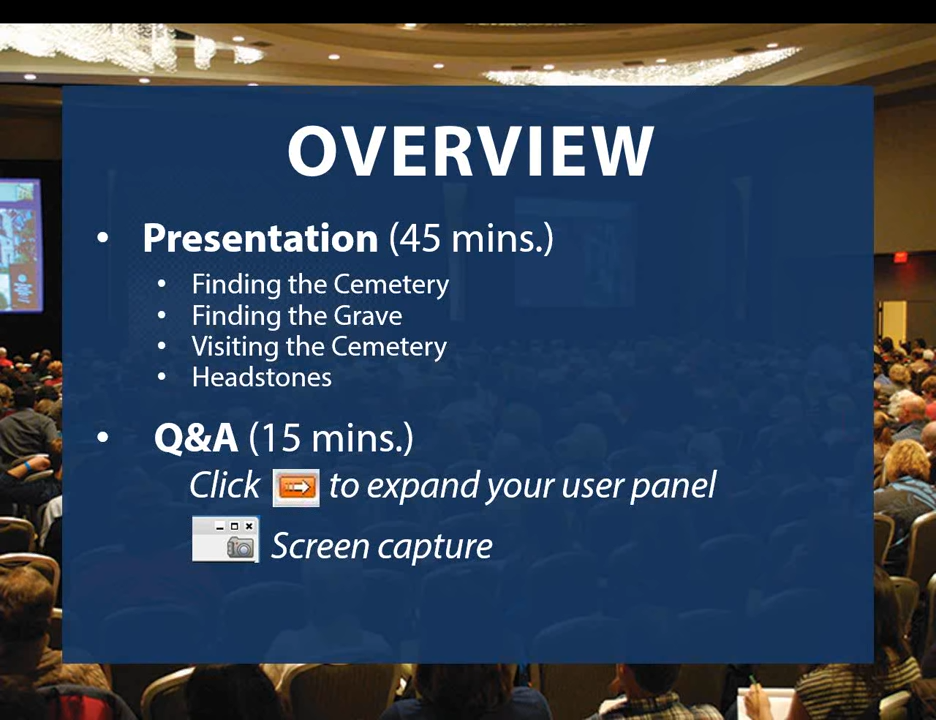 OVERVIEW
• Presentation (45 mins.)
• Finding the Cemetery
• Finding the Grave
• Visiting the Cemetery
• Headstones
• Q&A (15 mins.)
Click to expand your user panel
Screen capture